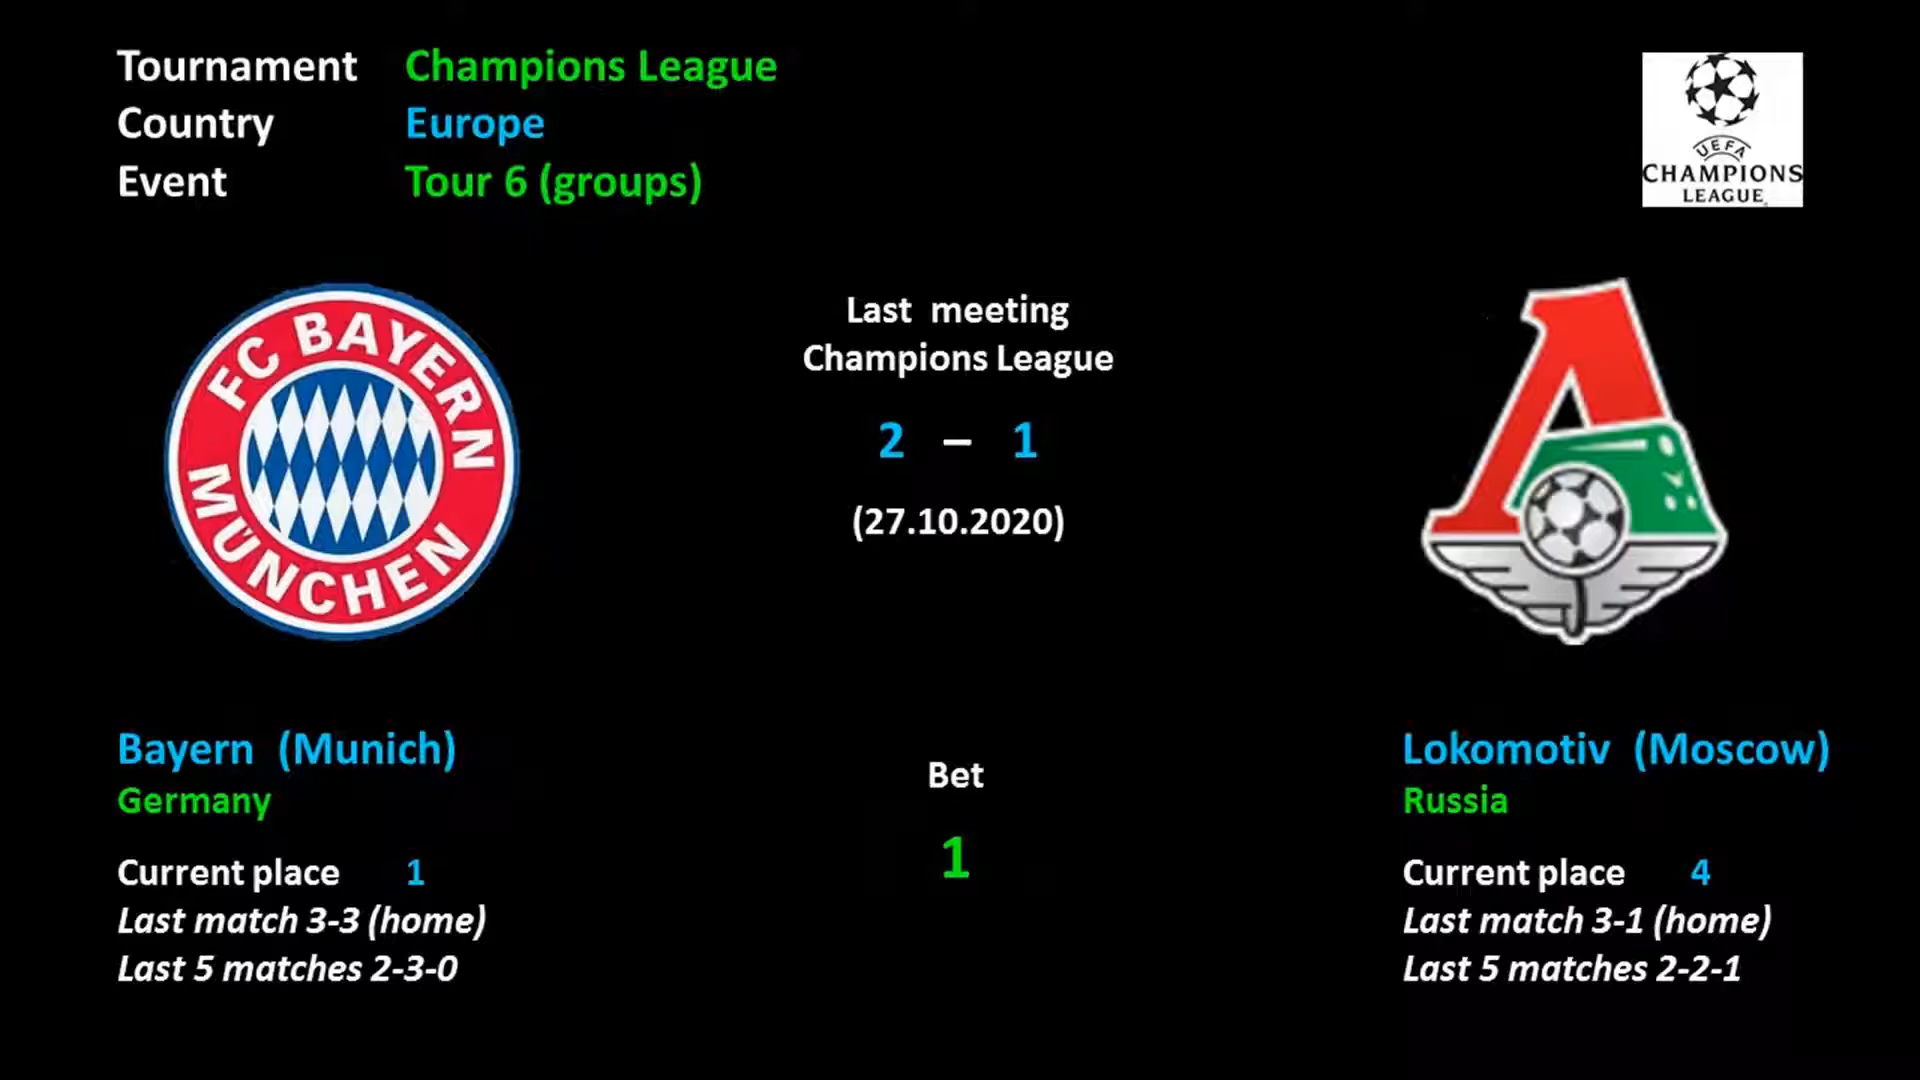 Tournament Champions League
Country Europe
Event Tour 6 (groups)
UEFA
CHAMPIONS
LEAGUE
FC BAYERN
MÜNCHEN
Last meeting
Champions League
2 – 1
(27.10.2020)
Bayern (Munich)
Germany
Current place 1
Last match 3-3 (home)
Last 5 matches 2-3-0
Bet
1
Lokomotiv (Moscow)
Russia
Current place 4
Last match 3-1 (home)
Last 5 matches 2-2-1